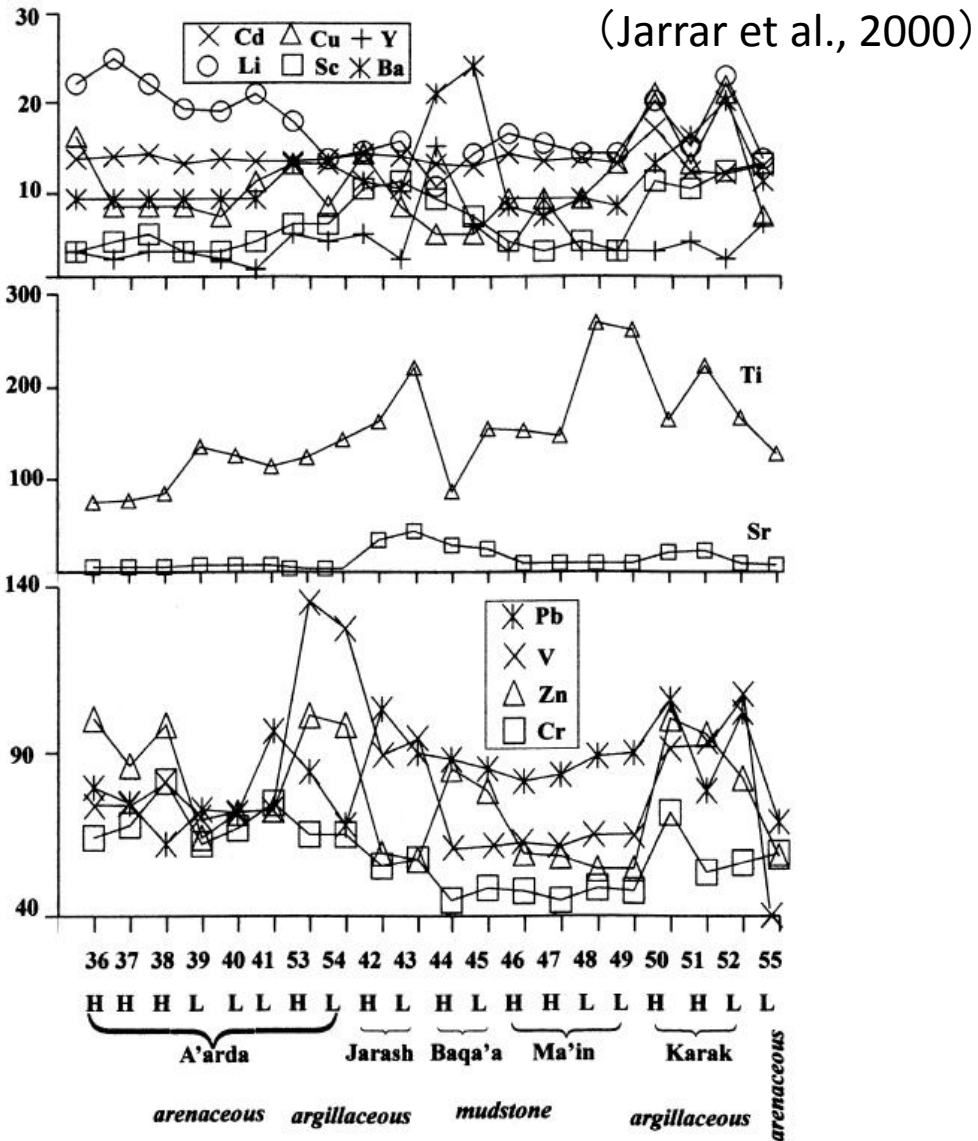 (Jarrar et al., 2000)
30
20
10
Cd Cu Y
Li Sc Ba
300
200
100
Ti
Sr
140
90
40
Pb
V
Zn
Cr
36 37 38 39 40 41 53 54 42 43 44 45 46 47 48 49 50 51 52 55
H H H L L L H L H L H L H H L L H H L L
A'arda Jarash Baqa'a Ma'in Karak
arenaceous argillaceous mudstone argillaceous arenaceous